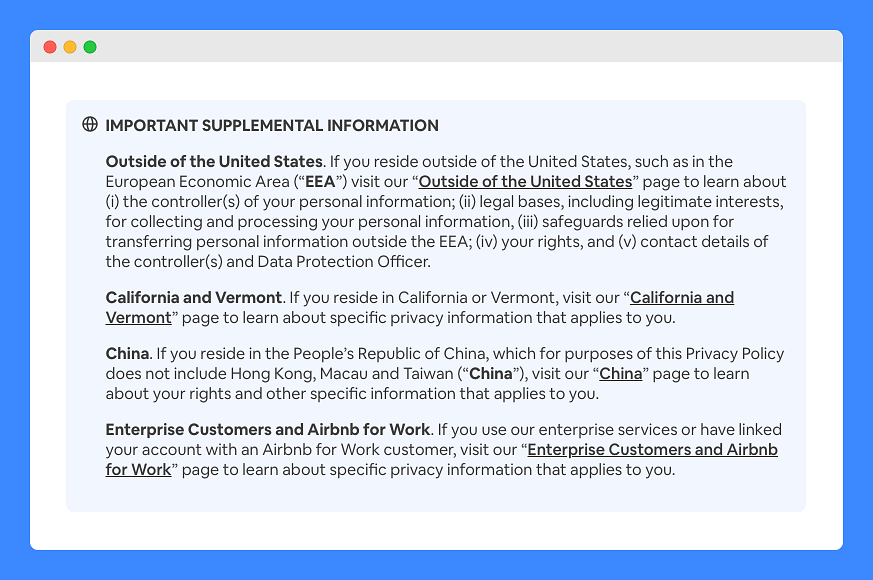 IMPORTANT SUPPLEMENTAL INFORMATION
Outside of the United States. If you reside outside of the United States, such as in the
European Economic Area (“EEA”) visit our “Outside of the United States” page to learn about
(i) the controller(s) of your personal information; (ii) legal bases, including legitimate interests,
for collecting and processing your personal information, (iii) safeguards relied upon for
transferring personal information outside the EEA; (iv) your rights, and (v) contact details of
the controller(s) and Data Protection Officer.
California and Vermont. If you reside in California or Vermont, visit our “California and
Vermont” page to learn about specific privacy information that applies to you.
China. If you reside in the People’s Republic of China, which for purposes of this Privacy Policy
does not include Hong Kong, Macau and Taiwan (“China”), visit our “China” page to learn
about your rights and other specific information that applies to you.
Enterprise Customers and Airbnb for Work. If you use our enterprise services or have linked
your account with an Airbnb for Work customer, visit our “Enterprise Customers and Airbnb
for Work” page to learn about specific privacy information that applies to you.